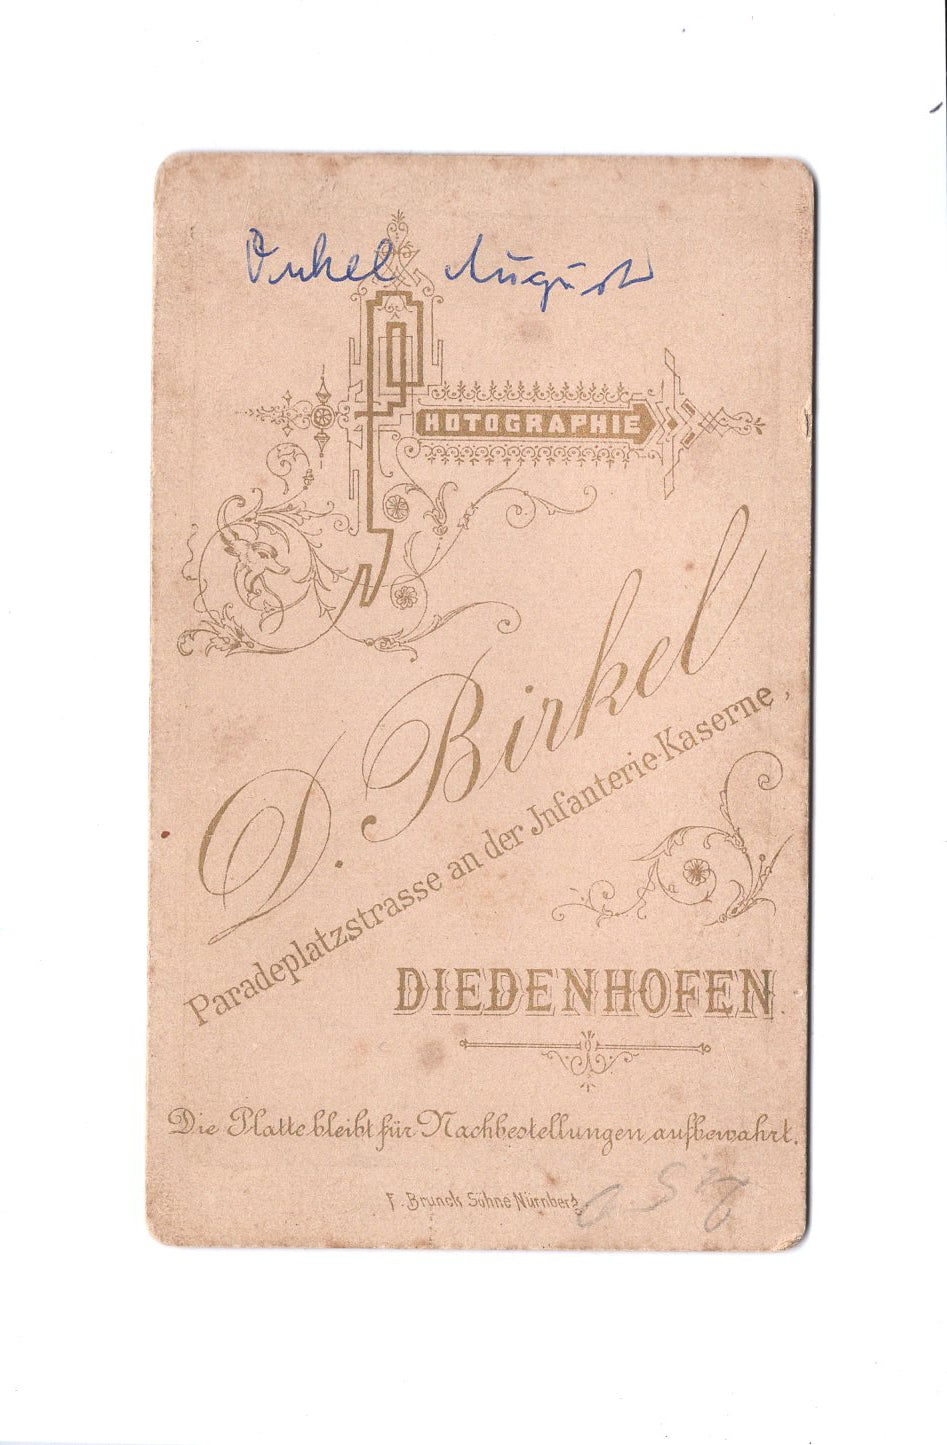 Onkel August
PHOTOGRAPHIE
D. Birkel
Paradeplatzstrasse an der Infanterie-Kaserne,
DIEDENHOFEN.
Die Platte bleibt für Nachbestellungen aufbewahrt.
F. Brunck Söhne Nürnberg